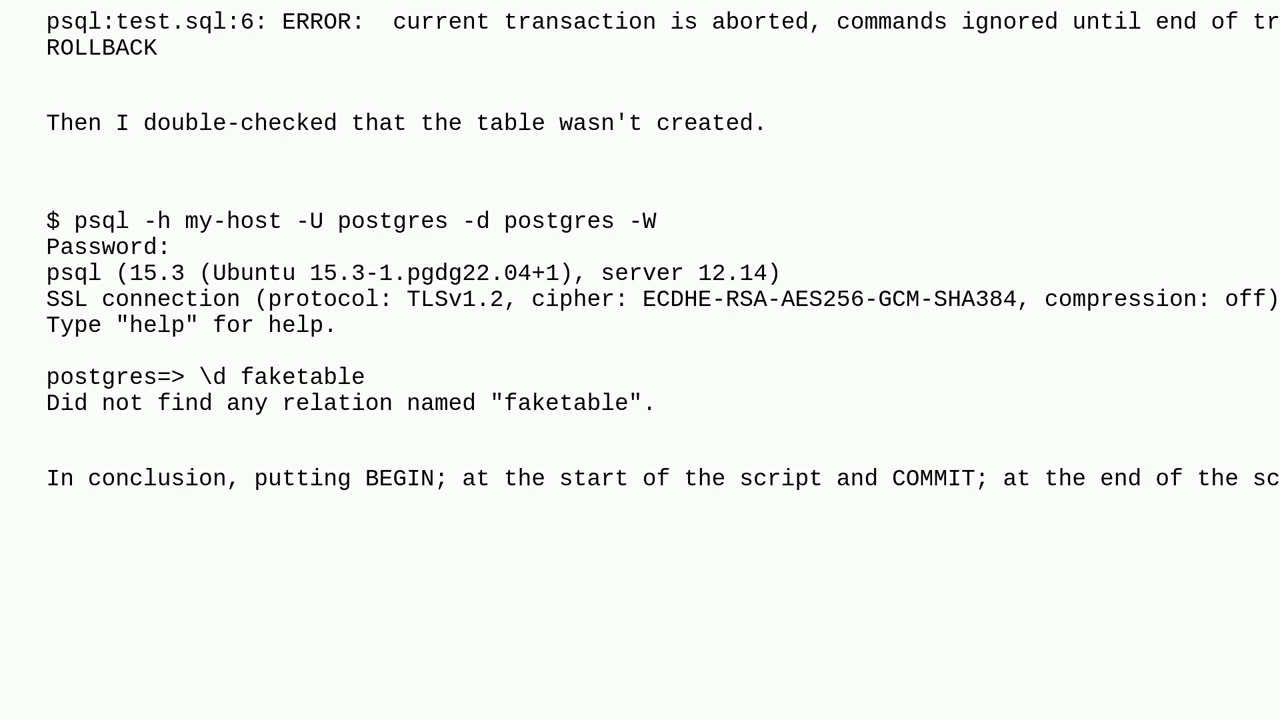 psql:test.sql:6: ERROR:  current transaction is aborted, commands ignored until end of tr
ROLLBACK
Then I double-checked that the table wasn't created.
$ psql -h my-host -U postgres -d postgres -W
Password:
psql (15.3 (Ubuntu 15.3-1.pgdg22.04+1), server 12.14)
SSL connection (protocol: TLSv1.2, cipher: ECDHE-RSA-AES256-GCM-SHA384, compression: off)
Type "help" for help.
postgres=> \d faketable
Did not find any relation named "faketable".
In conclusion, putting BEGIN; at the start of the script and COMMIT; at the end of the sc